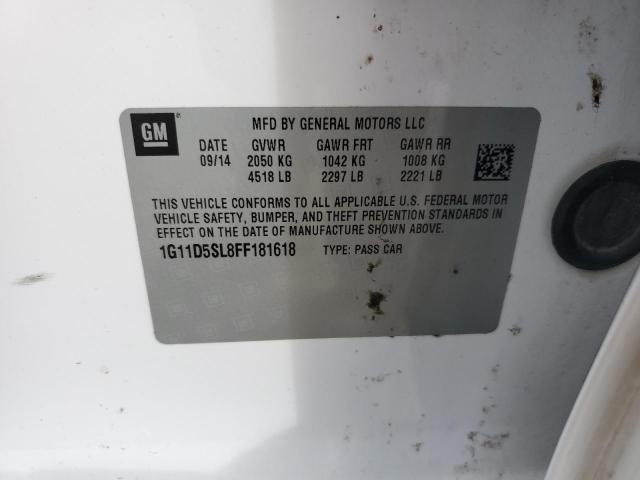 GM
MFD BY GENERAL MOTORS LLC
DATE GVWR GAWR FRT GAWR RR
09/14 2050 KG 1042 KG 1008 KG
4518 LB 2297 LB 2221 LB
THIS VEHICLE CONFORMS TO ALL APPLICABLE U.S. FEDERAL MOTOR
VEHICLE SAFETY, BUMPER, AND THEFT PREVENTION STANDARDS IN
EFFECT ON THE DATE OF MANUFACTURE SHOWN ABOVE.
1G11D5SL8FF181618 TYPE: PASS CAR